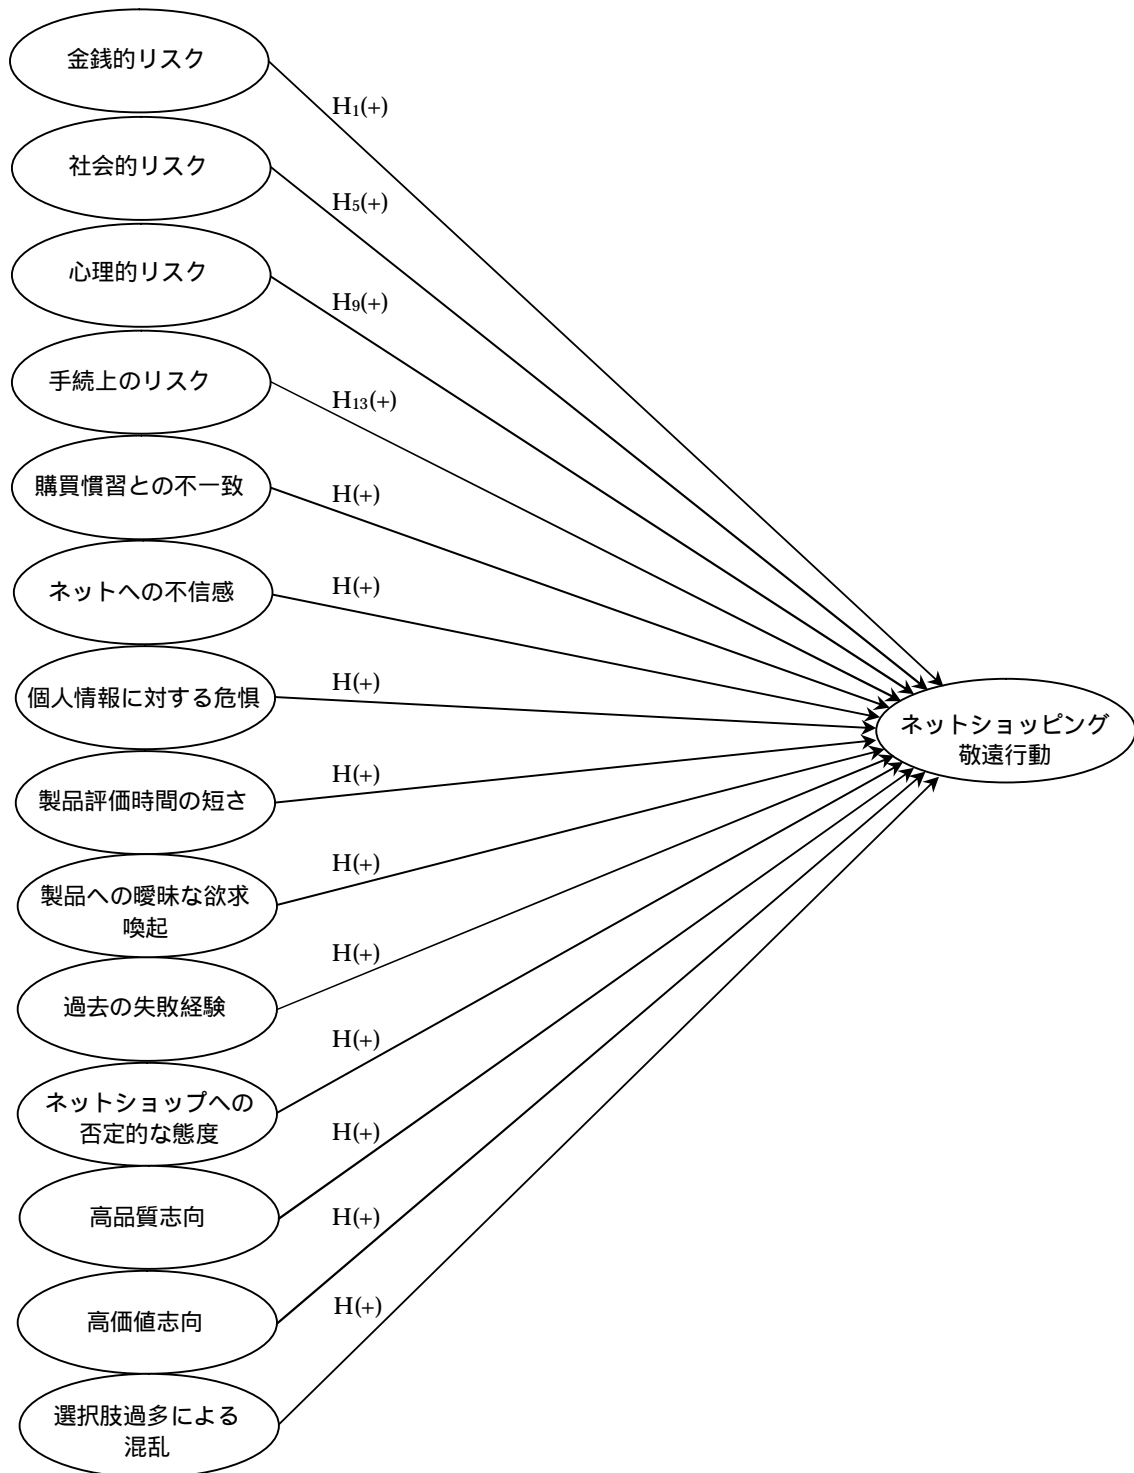 金銭的リスク
H₁(+)
社会的リスク
H₅(+)
心理的リスク
H₉(+)
手続上のリスク
H₁₃(+)
購買慣習との不一致
H(+)
ネットへの不信感
H(+)
個人情報に対する危惧
H(+)
ネットショッピング
敬遠行動
製品評価時間の短さ
H(+)
製品への曖昧な欲求
喚起
H(+)
過去の失敗経験
H(+)
ネットショップへの
否定的な態度
H(+)
高品質志向
H(+)
高価値志向
H(+)
選択肢過多による
混乱
H(+)